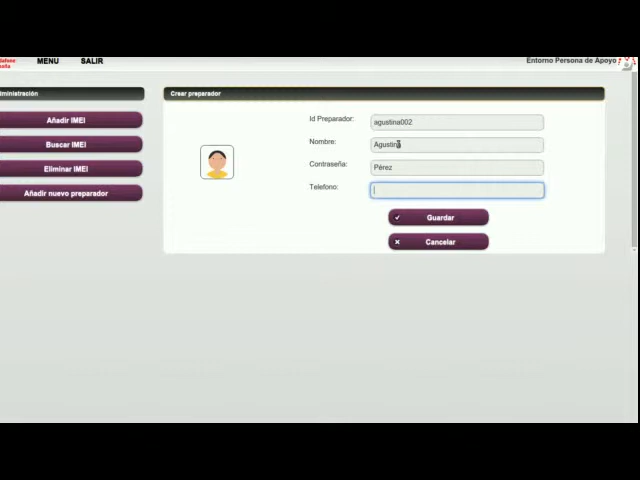 MENU SALIR Entorno Persona de Apoyo
Añadir IMEI
Buscar IMEI
Eliminar IMEI
Añadir nuevo preparador
Crear preparador
Id Preparador: agustina002
Nombre: Agustina
Contraseña: Pérez
Telefono:
Guardar
Cancelar